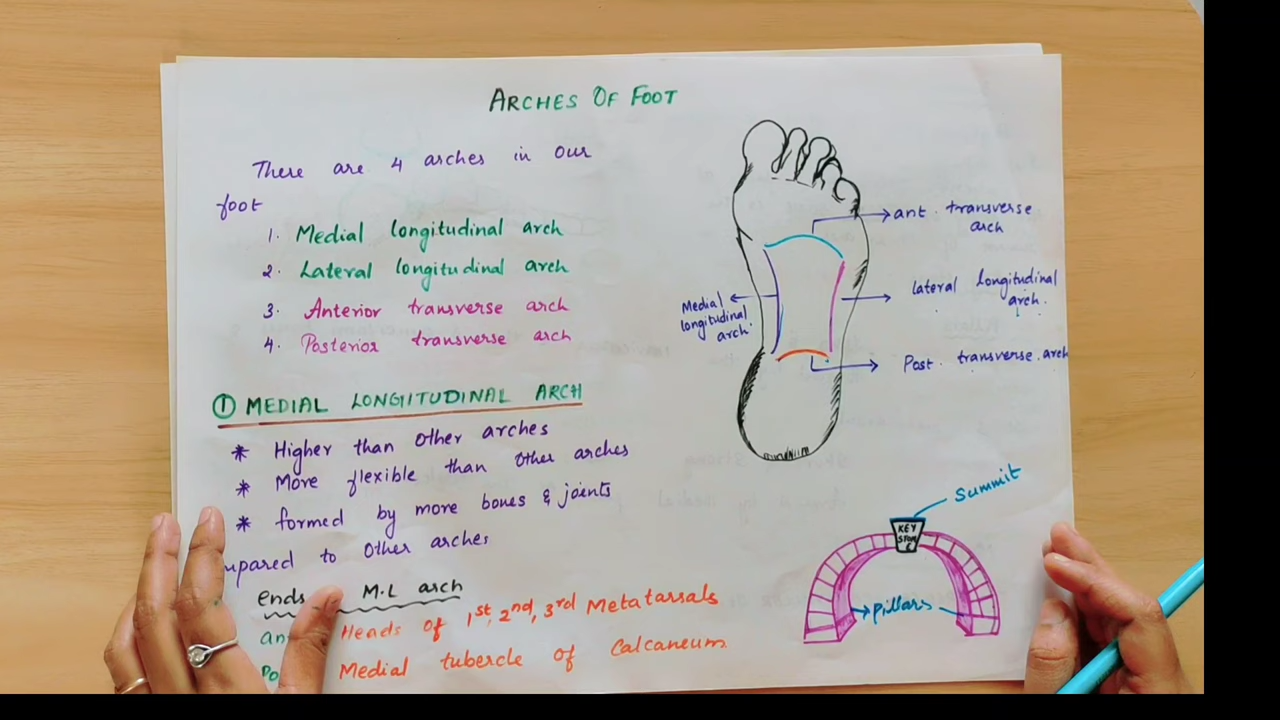 ARCHES OF FOOT
There are 4 arches in our
foot
1. Medial longitudinal arch
2. Lateral longitudinal arch
3. Anterior transverse arch
4. Posterior transverse arch
① MEDIAL LONGITUDINAL ARCH
* Higher than other arches
* More flexible than other arches
* formed by more bones & joints
mpared to other arches
ends M.L arch
an Heads of 1st, 2nd, 3rd Metatarsals
Po Medial tubercle of Calcaneum
ant. transverse
arch
lateral longitudinal
arch.
Medial
longitudinal
arch.
Post. transverse arch
Summit
KEY
STONE
pillars